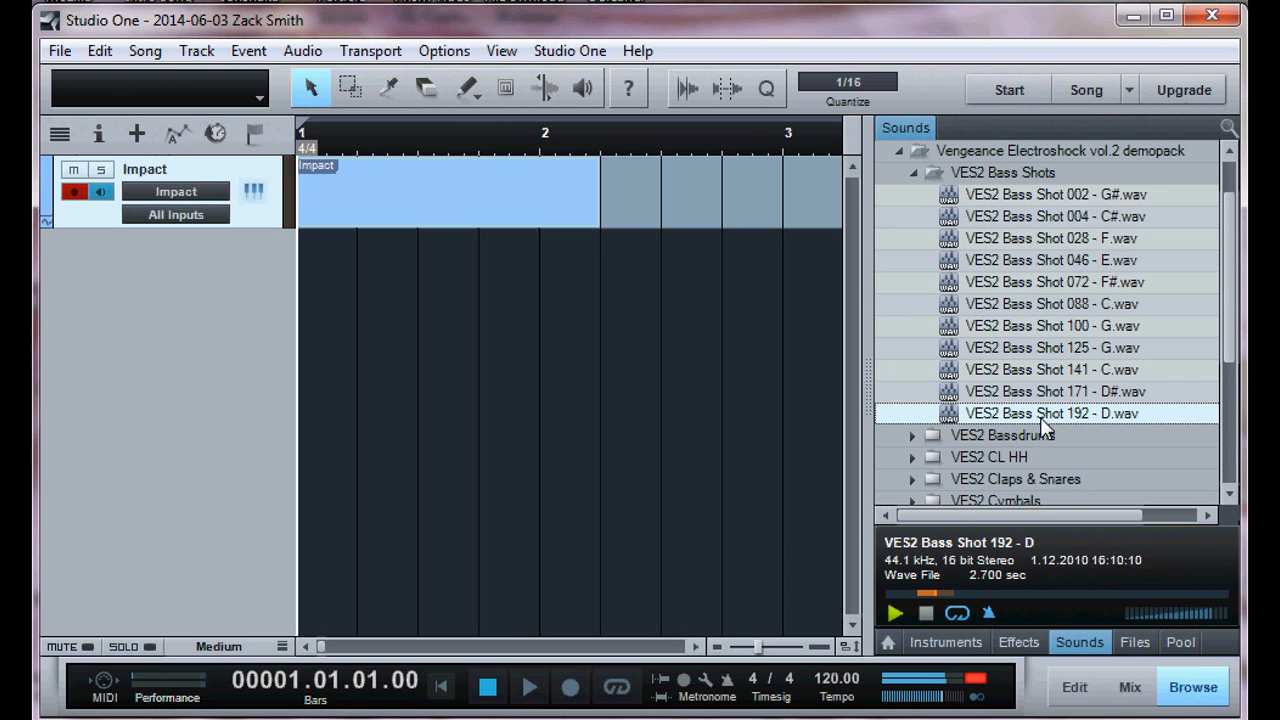 Studio One - 2014-06-03 Zack Smith
File Edit Song Track Event Audio Transport Options View Studio One Help
? Q 1/16 Quantize Start Song Upgrade
1 2 3
4/4
Sounds
M S Impact
Impact
All Inputs
Impact
Vengeance Electroshock vol.2 demopack
VES2 Bass Shots
VES2 Bass Shot 002 - G#.wav
VES2 Bass Shot 004 - C#.wav
VES2 Bass Shot 028 - F.wav
VES2 Bass Shot 046 - E.wav
VES2 Bass Shot 072 - F#.wav
VES2 Bass Shot 088 - C.wav
VES2 Bass Shot 100 - G.wav
VES2 Bass Shot 125 - G.wav
VES2 Bass Shot 141 - C.wav
VES2 Bass Shot 171 - D#.wav
VES2 Bass Shot 192 - D.wav
VES2 Bassdrums
VES2 CL HH
VES2 Claps & Snares
VES2 Cymbals
VES2 Bass Shot 192 - D
44.1 kHz, 16 bit Stereo 1.12.2010 16:10:10
Wave File 2.700 sec
Instruments Effects Sounds Files Pool
MUTE SOLO Medium
MIDI Performance 00001.01.01.00 Bars Metronome 4 / 4 Timesig 120.00 Tempo Edit Mix Browse